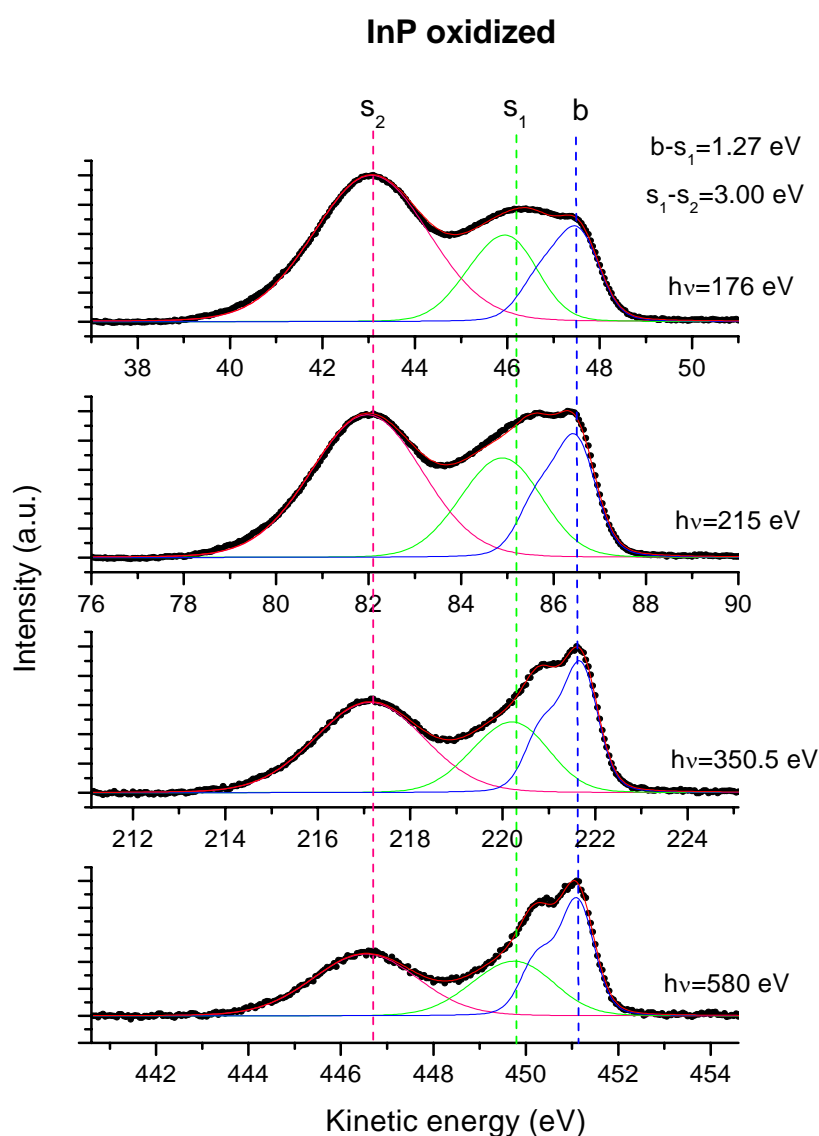 InP oxidized
s₂ s₁ b
b-s₁=1.27 eV
s₁-s₂=3.00 eV
hν=176 eV
38 40 42 44 46 48 50
hν=215 eV
76 78 80 82 84 86 88 90
hν=350.5 eV
212 214 216 218 220 222 224
hν=580 eV
442 444 446 448 450 452 454
Intensity (a.u.)
Kinetic energy (eV)